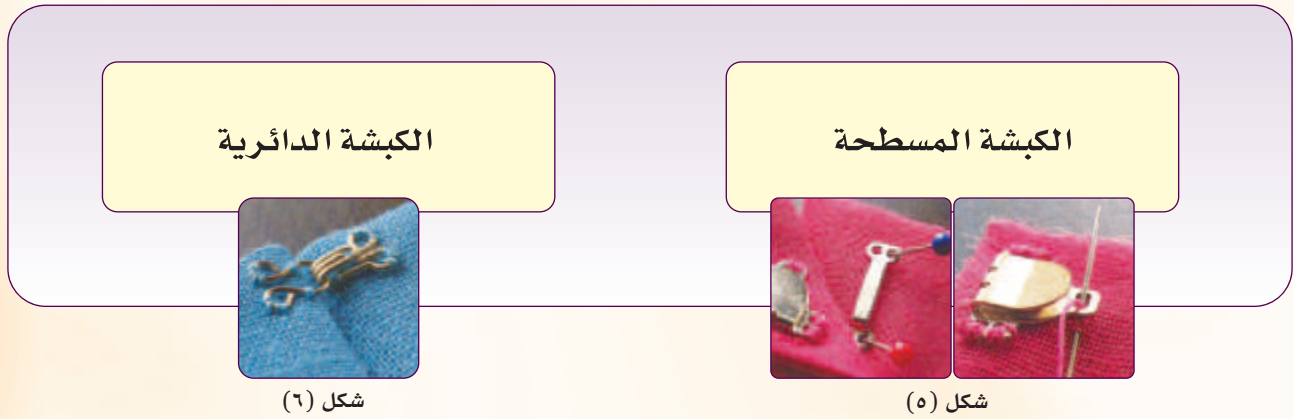 الكبشة المسطحة
الكبشة الدائرية
شكل (٥)
شكل (٦)